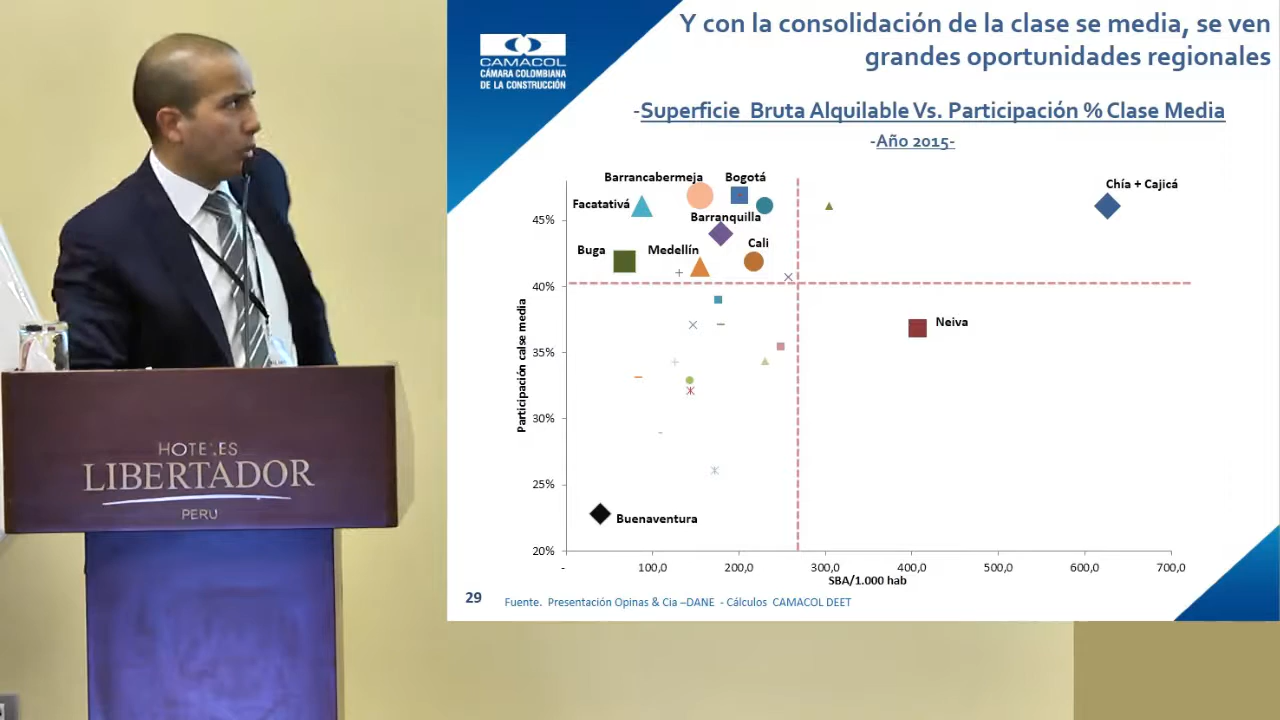 Y con la consolidación de la clase se media, se ven
grandes oportunidades regionales
CAMACOL
CÁMARA COLOMBIANA
DE LA CONSTRUCCIÓN
-Superficie Bruta Alquilable Vs. Participación % Clase Media
-Año 2015-
Barrancabermeja
Bogotá
Chía + Cajicá
Facatativá
Barranquilla
45%
Buga
Medellín
Cali
40%
Participación calse media
Neiva
35%
30%
25%
Buenaventura
20%
-
100,0
200,0
300,0
400,0
500,0
600,0
700,0
SBA/1.000 hab
29
Fuente. Presentación Opinas & Cia –DANE - Cálculos CAMACOL DEET
HOTELES
LIBERTADOR
PERU